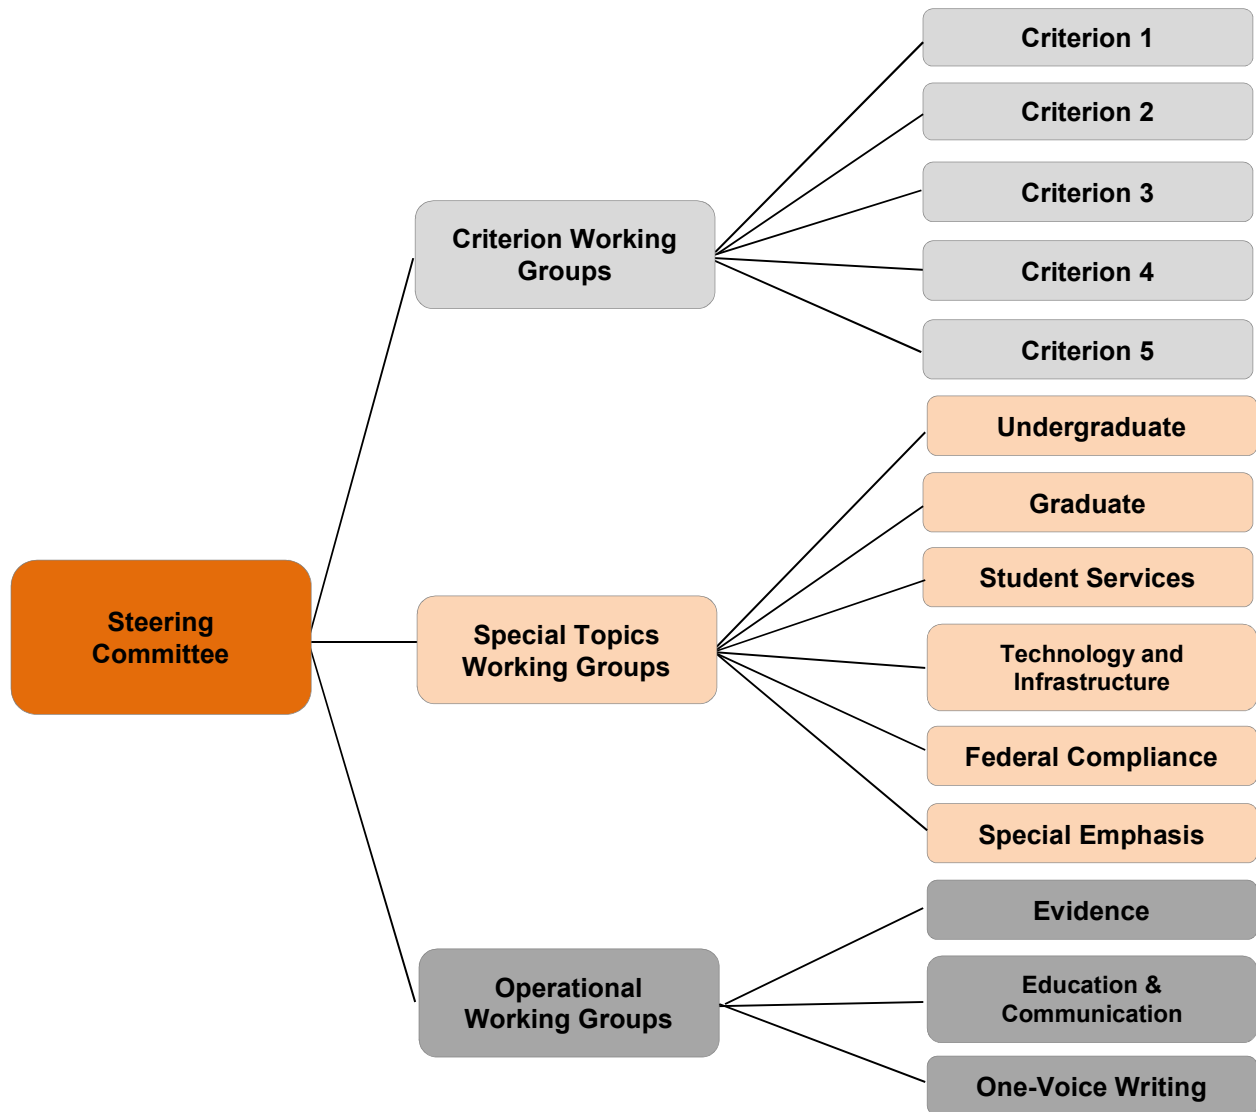 Criterion 1
Criterion 2
Criterion 3
Criterion Working
Groups
Criterion 4
Criterion 5
Undergraduate
Graduate
Student Services
Steering
Committee
Special Topics
Working Groups
Technology and
Infrastructure
Federal Compliance
Special Emphasis
Evidence
Operational
Working Groups
Education &
Communication
One-Voice Writing